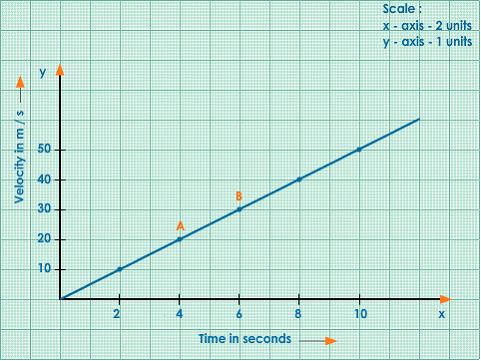 Scale :
x - axis - 2 units
y - axis - 1 units
y
Velocity in m / s
50
40
30
20
10
A
B
2 4 6 8 10 x
Time in seconds